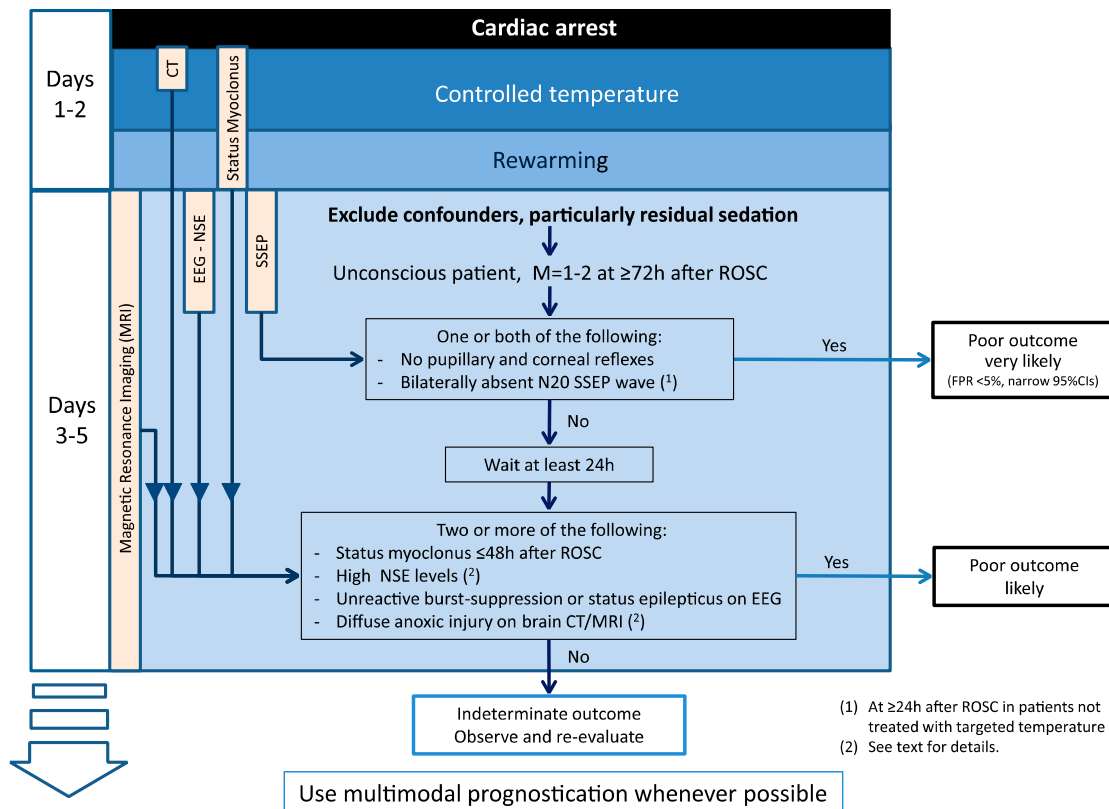 Cardiac arrest
Days
1-2
CT
Status Myoclonus
Controlled temperature
Rewarming
Days
3-5
Magnetic Resonance Imaging (MRI)
EEG - NSE
SSEP
Exclude confounders, particularly residual sedation
Unconscious patient, M=1-2 at ≥72h after ROSC
One or both of the following:
- No pupillary and corneal reflexes
- Bilaterally absent N20 SSEP wave (¹)
Yes
Poor outcome
very likely
(FPR <5%, narrow 95%CIs)
No
Wait at least 24h
Two or more of the following:
- Status myoclonus ≤48h after ROSC
- High NSE levels (²)
- Unreactive burst-suppression or status epilepticus on EEG
- Diffuse anoxic injury on brain CT/MRI (²)
Yes
Poor outcome
likely
No
Indeterminate outcome
Observe and re-evaluate
(1) At ≥24h after ROSC in patients not
treated with targeted temperature
(2) See text for details.
Use multimodal prognostication whenever possible